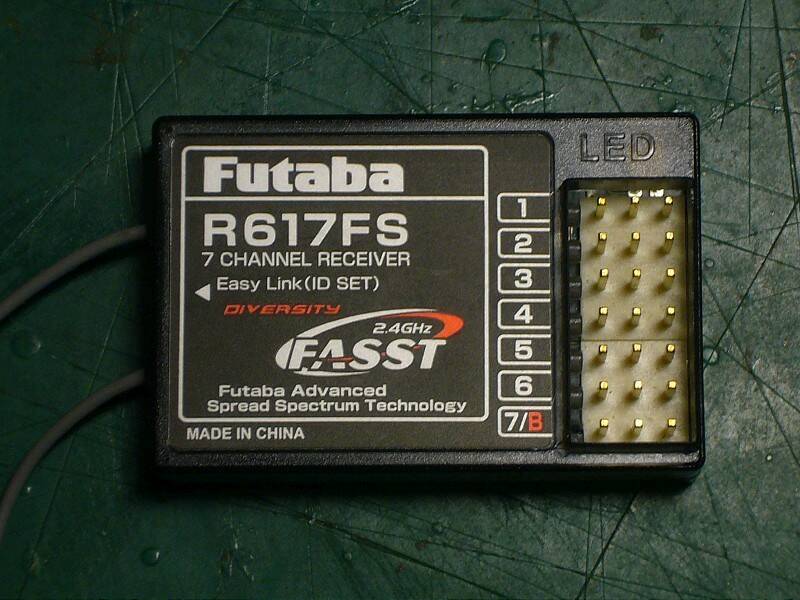 LED
Futaba
R617FS
7 CHANNEL RECEIVER
Easy Link(ID SET)
DIVERSITY
2.4GHz
FASST
Futaba Advanced
Spread Spectrum Technology
MADE IN CHINA
1
2
3
4
5
6
7/B